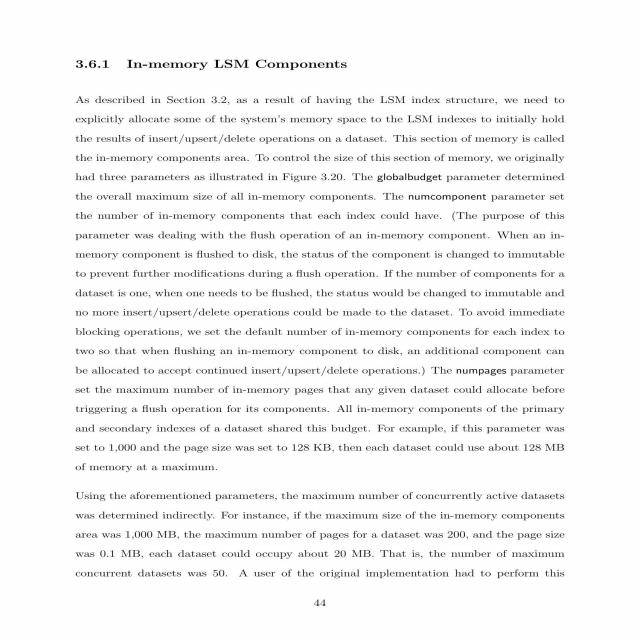 3.6.1 In-memory LSM Components
As described in Section 3.2, as a result of having the LSM index structure, we need to
explicitly allocate some of the system's memory space to the LSM indexes to initially hold
the results of insert/upsert/delete operations on a dataset. This section of memory is called
the in-memory components area. To control the size of this section of memory, we originally
had three parameters as illustrated in Figure 3.20. The globalbudget parameter determined
the overall maximum size of all in-memory components. The numcomponent parameter set
the number of in-memory components that each index could have. (The purpose of this
parameter was dealing with the flush operation of an in-memory component. When an in-
memory component is flushed to disk, the status of the component is changed to immutable
to prevent further modifications during a flush operation. If the number of components for a
dataset is one, when one needs to be flushed, the status would be changed to immutable and
no more insert/upsert/delete operations could be made to the dataset. To avoid immediate
blocking operations, we set the default number of in-memory components for each index to
two so that when flushing an in-memory component to disk, an additional component can
be allocated to accept continued insert/upsert/delete operations.) The numpages parameter
set the maximum number of in-memory pages that any given dataset could allocate before
triggering a flush operation for its components. All in-memory components of the primary
and secondary indexes of a dataset shared this budget. For example, if this parameter was
set to 1,000 and the page size was set to 128 KB, then each dataset could use about 128 MB
of memory at a maximum.
Using the aforementioned parameters, the maximum number of concurrently active datasets
was determined indirectly. For instance, if the maximum size of the in-memory components
area was 1,000 MB, the maximum number of pages for a dataset was 200, and the page size
was 0.1 MB, each dataset could occupy about 20 MB. That is, the number of maximum
concurrent datasets was 50. A user of the original implementation had to perform this
44